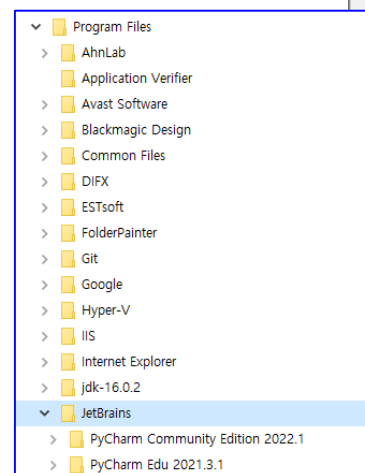 Program Files
AhnLab
Application Verifier
Avast Software
Blackmagic Design
Common Files
DIFX
ESTsoft
FolderPainter
Git
Google
Hyper-V
IIS
Internet Explorer
jdk-16.0.2
JetBrains
PyCharm Community Edition 2022.1
PyCharm Edu 2021.3.1